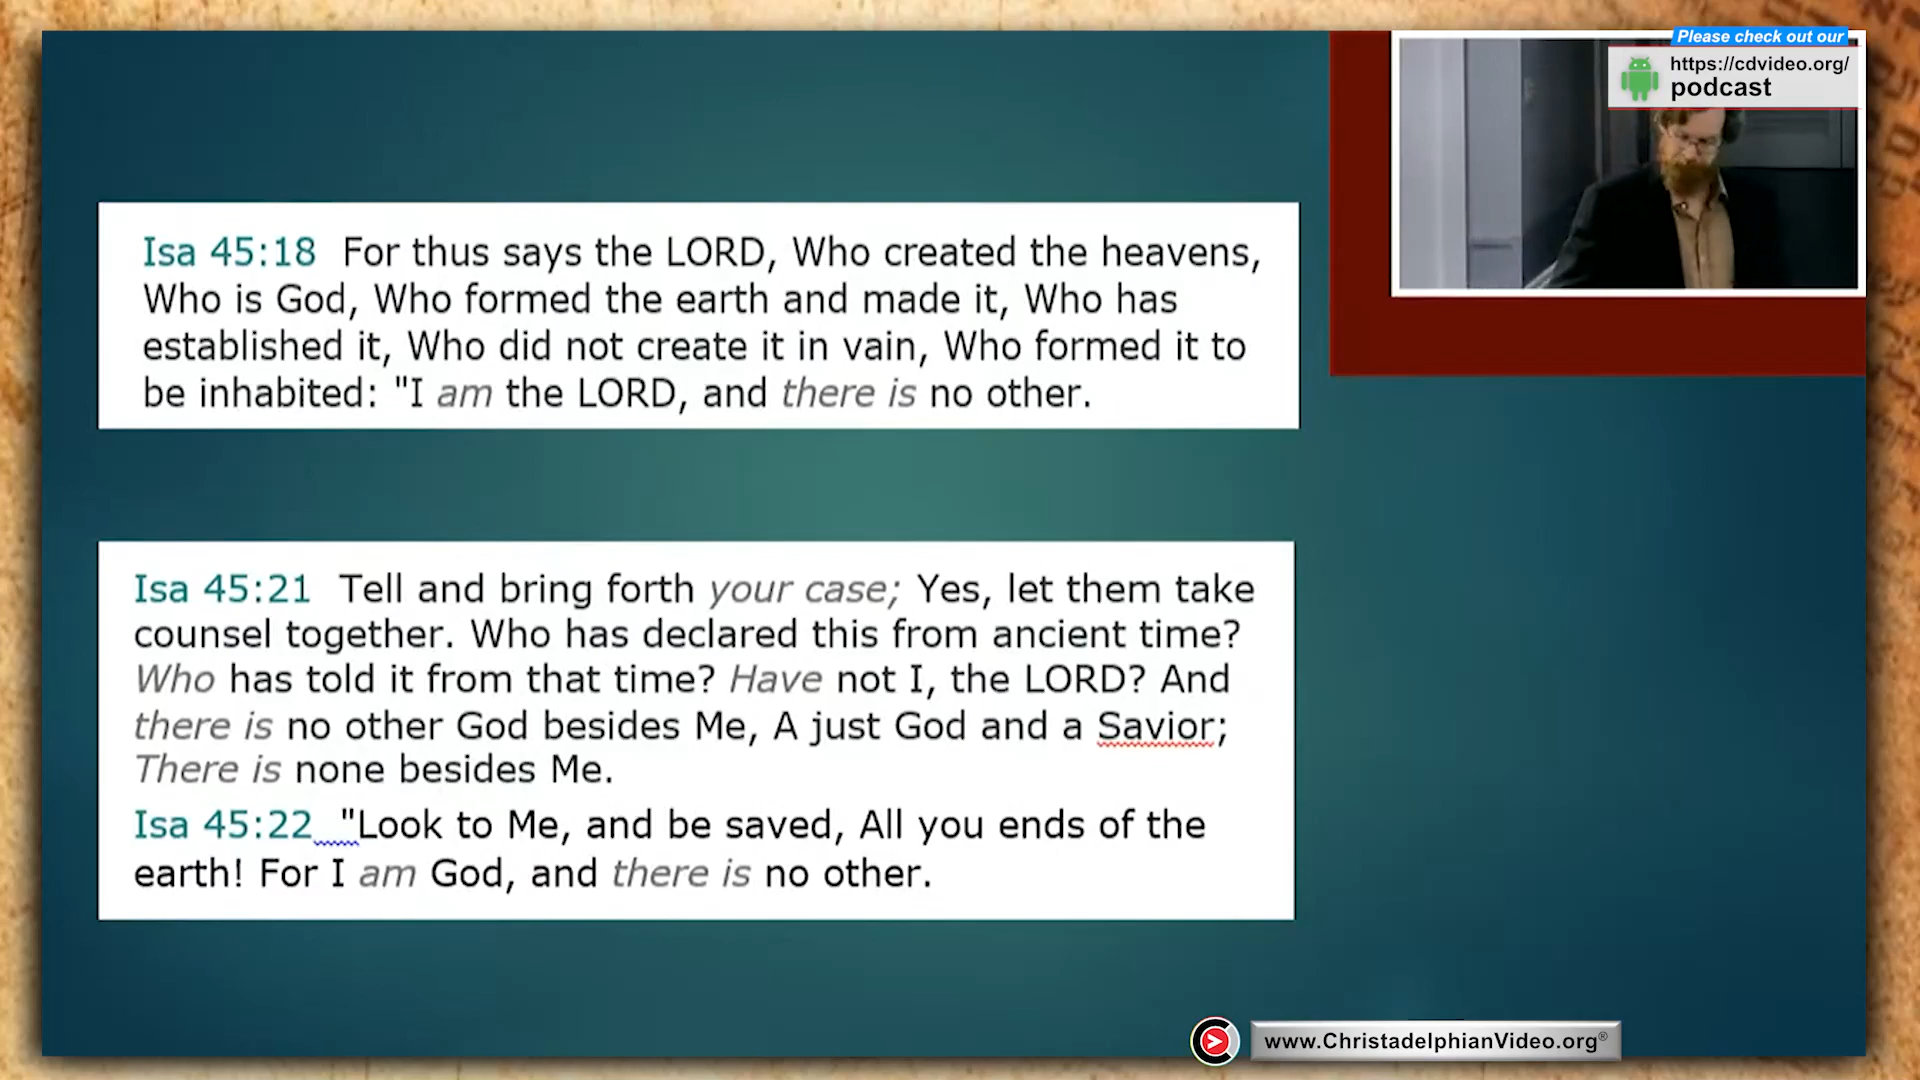 Please check out our
https://cdvideo.org/
podcast
Isa 45:18  For thus says the LORD, Who created the heavens,
Who is God, Who formed the earth and made it, Who has
established it, Who did not create it in vain, Who formed it to
be inhabited: "I am the LORD, and there is no other.
Isa 45:21  Tell and bring forth your case; Yes, let them take
counsel together. Who has declared this from ancient time?
Who has told it from that time? Have not I, the LORD? And
there is no other God besides Me, A just God and a Savior;
There is none besides Me.
Isa 45:22  "Look to Me, and be saved, All you ends of the
earth! For I am God, and there is no other.
www.ChristadelphianVideo.org®